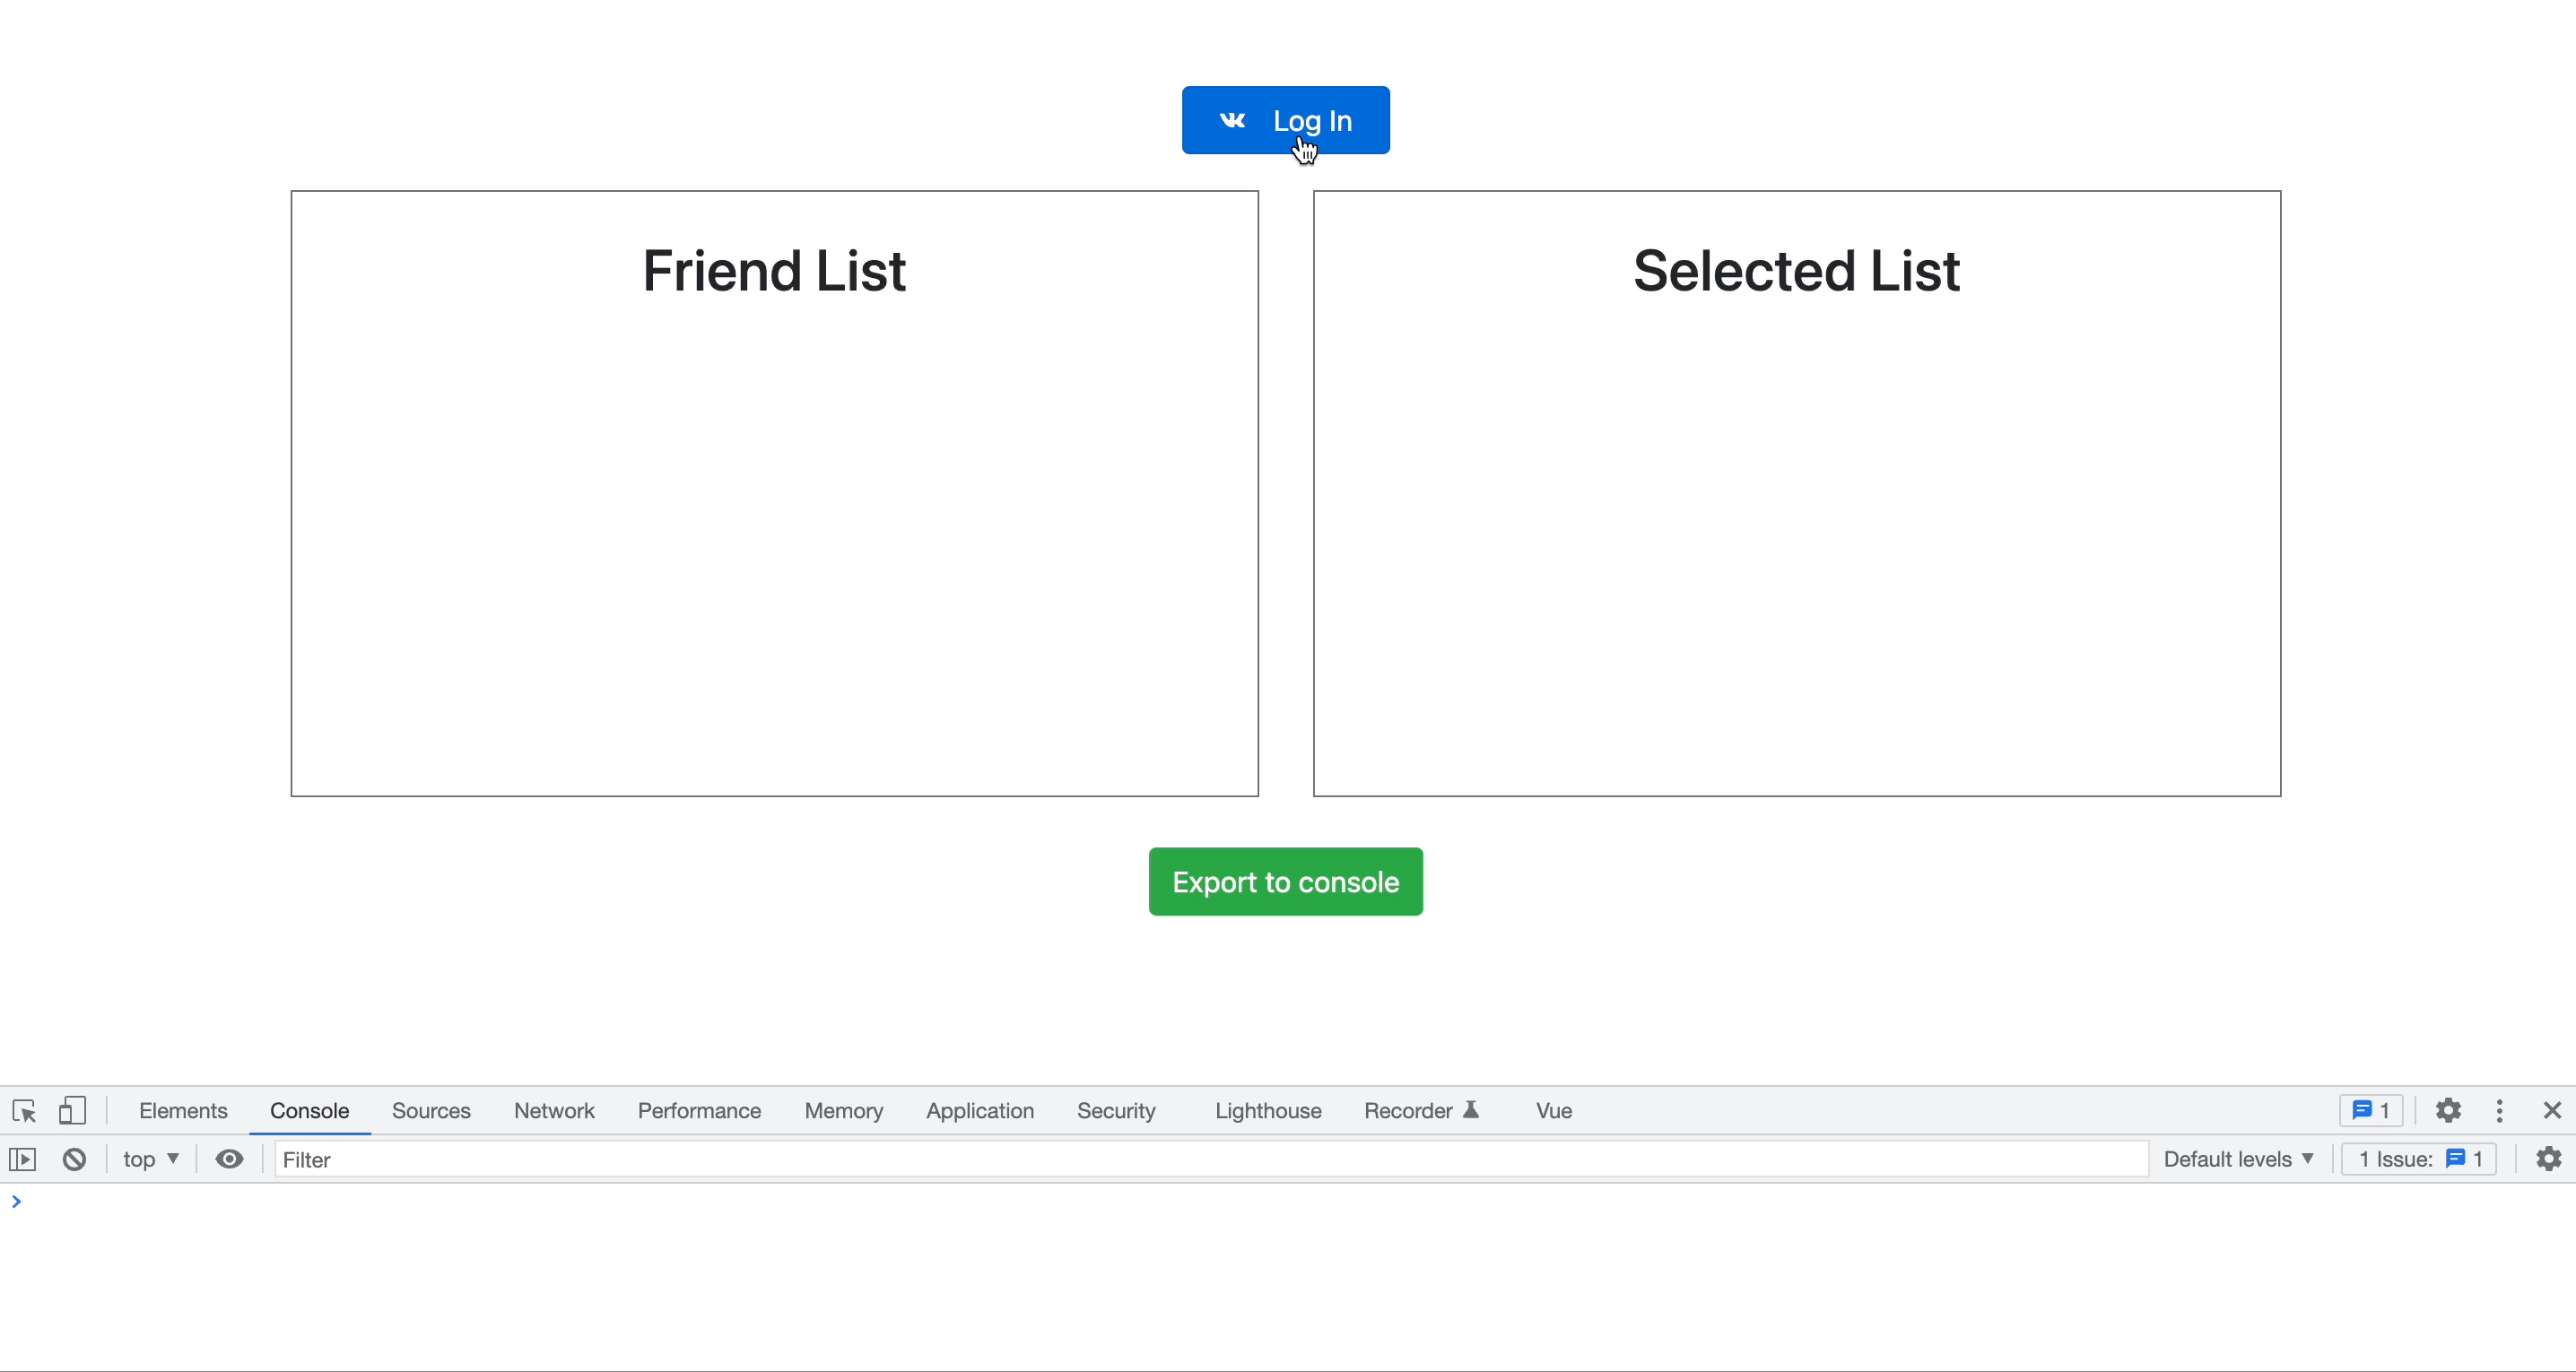 Log In
Friend List
Selected List
Export to console
Elements Console Sources Network Performance Memory Application Security Lighthouse Recorder Vue 1
top Filter Default levels 1 Issue: 1